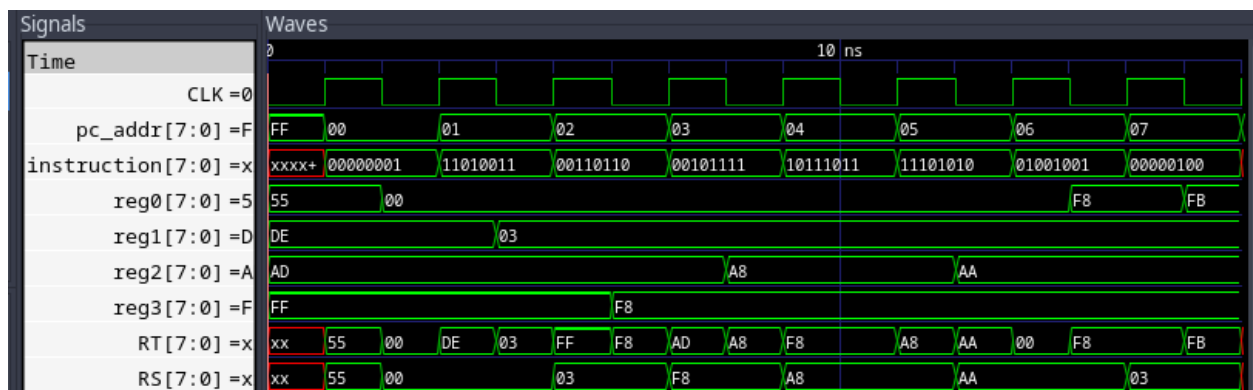 Signals Waves
Time 0 10 ns
CLK =0
pc_addr[7:0] =F FF 00 01 02 03 04 05 06 07
instruction[7:0] =x xxxx+ 00000001 11010011 00110110 00101111 10111011 11101010 01001001 00000100
reg0[7:0] =5 55 00 F8 FB
reg1[7:0] =D DE 03
reg2[7:0] =A AD A8 AA
reg3[7:0] =F FF F8
RT[7:0] =x xx 55 00 DE 03 FF F8 AD A8 F8 A8 AA 00 F8 FB
RS[7:0] =x xx 55 00 03 F8 A8 AA 03